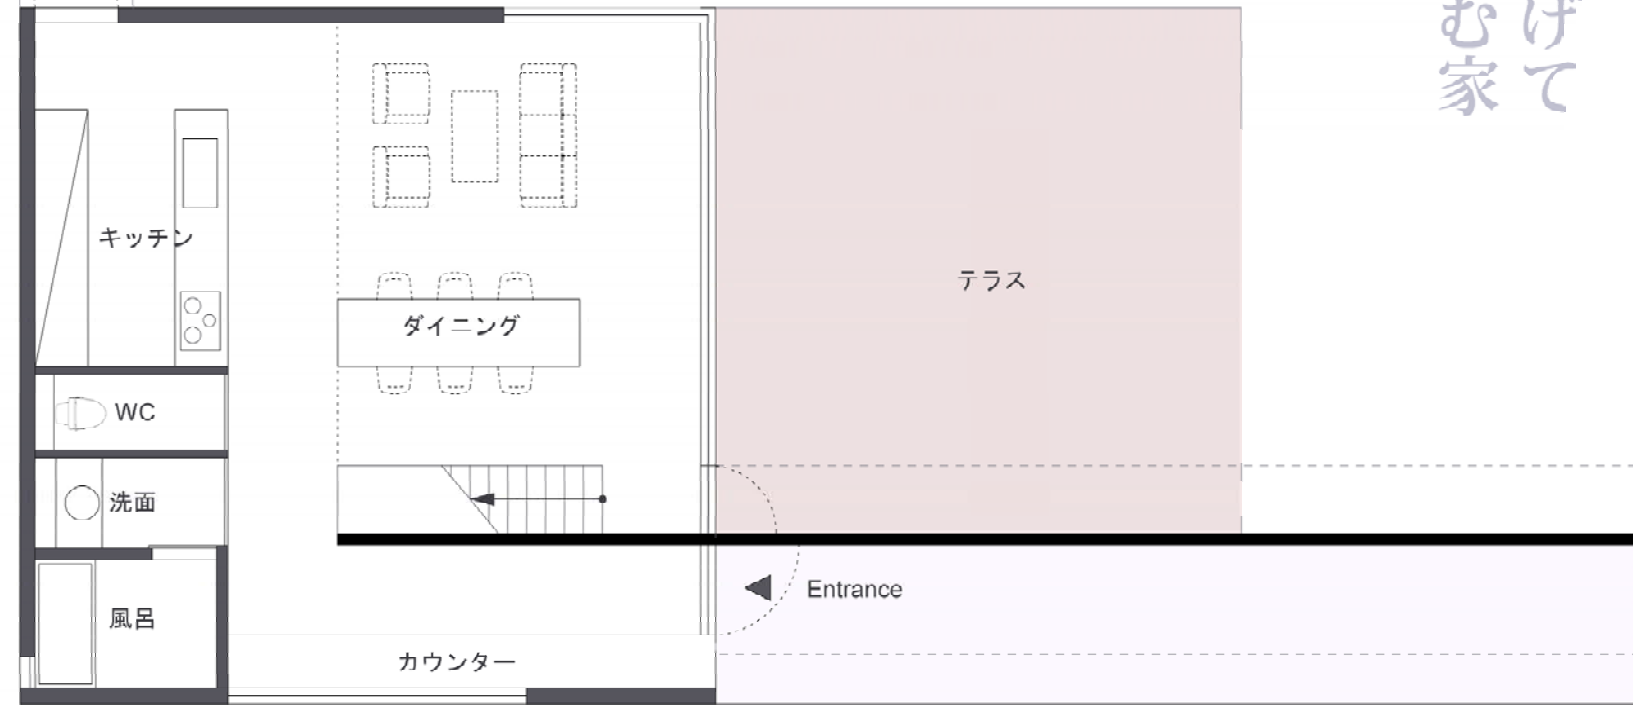 げて
む家
キッチン
テラス
ダイニング
WC
洗面
Entrance
風呂
カウンター